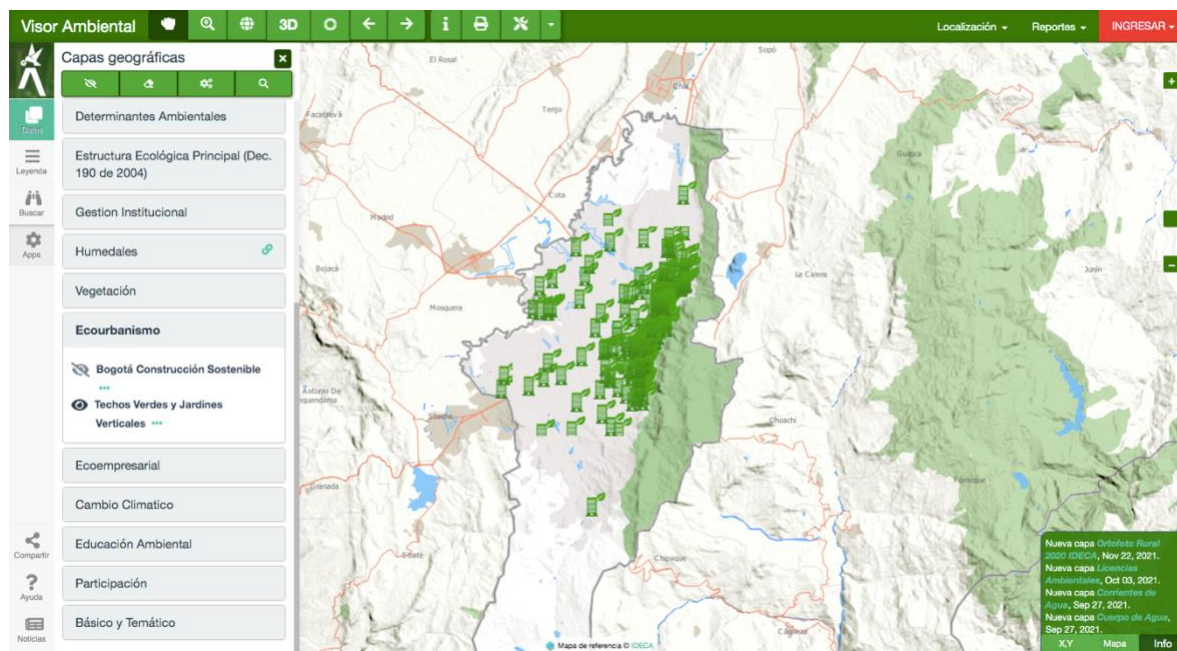 Visor Ambiental
3D
Localización
Reportes
INGRESAR
Datos
Leyenda
Buscar
Apps
Compartir
Ayuda
Noticias
Capas geográficas
Determinantes Ambientales
Estructura Ecológica Principal (Dec.
190 de 2004)
Gestion Institucional
Humedales
Vegetación
Ecourbanismo
Bogotá Construcción Sostenible
Techos Verdes y Jardines
Verticales
Ecoempresarial
Cambio Climatico
Educación Ambiental
Participación
Básico y Temático
El Rosal
Sopó
Chía
Tenjo
Facatativá
Guasca
Cota
Madrid
Bojacá
La Calera
Junín
Mosquera
Soacha
Choachí
Granada
Fómeque
Sibaté
Chipaque
Cáqueza
Mapa de referencia © IDECA
Nueva capa Ortofoto Rural
2020 IDECA, Nov 22, 2021.
Nueva capa Licencias
Ambientales, Oct 03, 2021.
Nueva capa Corrientes de
Agua, Sep 27, 2021.
Nueva capa Cuerpo de Agua,
Sep 27, 2021.
X,Y Mapa Info